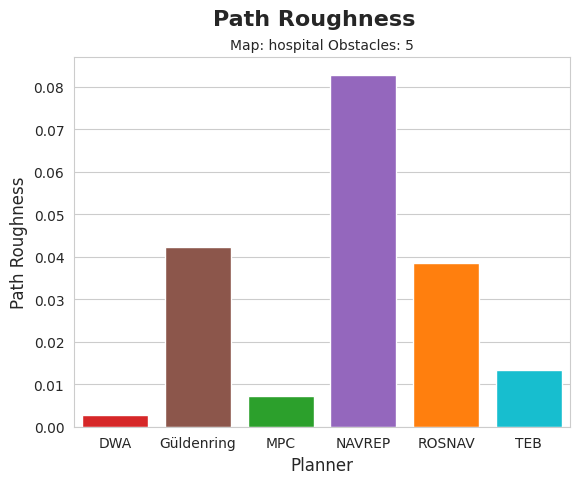 Path Roughness
Map: hospital Obstacles: 5
Path Roughness
0.08
0.07
0.06
0.05
0.04
0.03
0.02
0.01
0.00
DWA Güldenring MPC NAVREP ROSNAV TEB
Planner